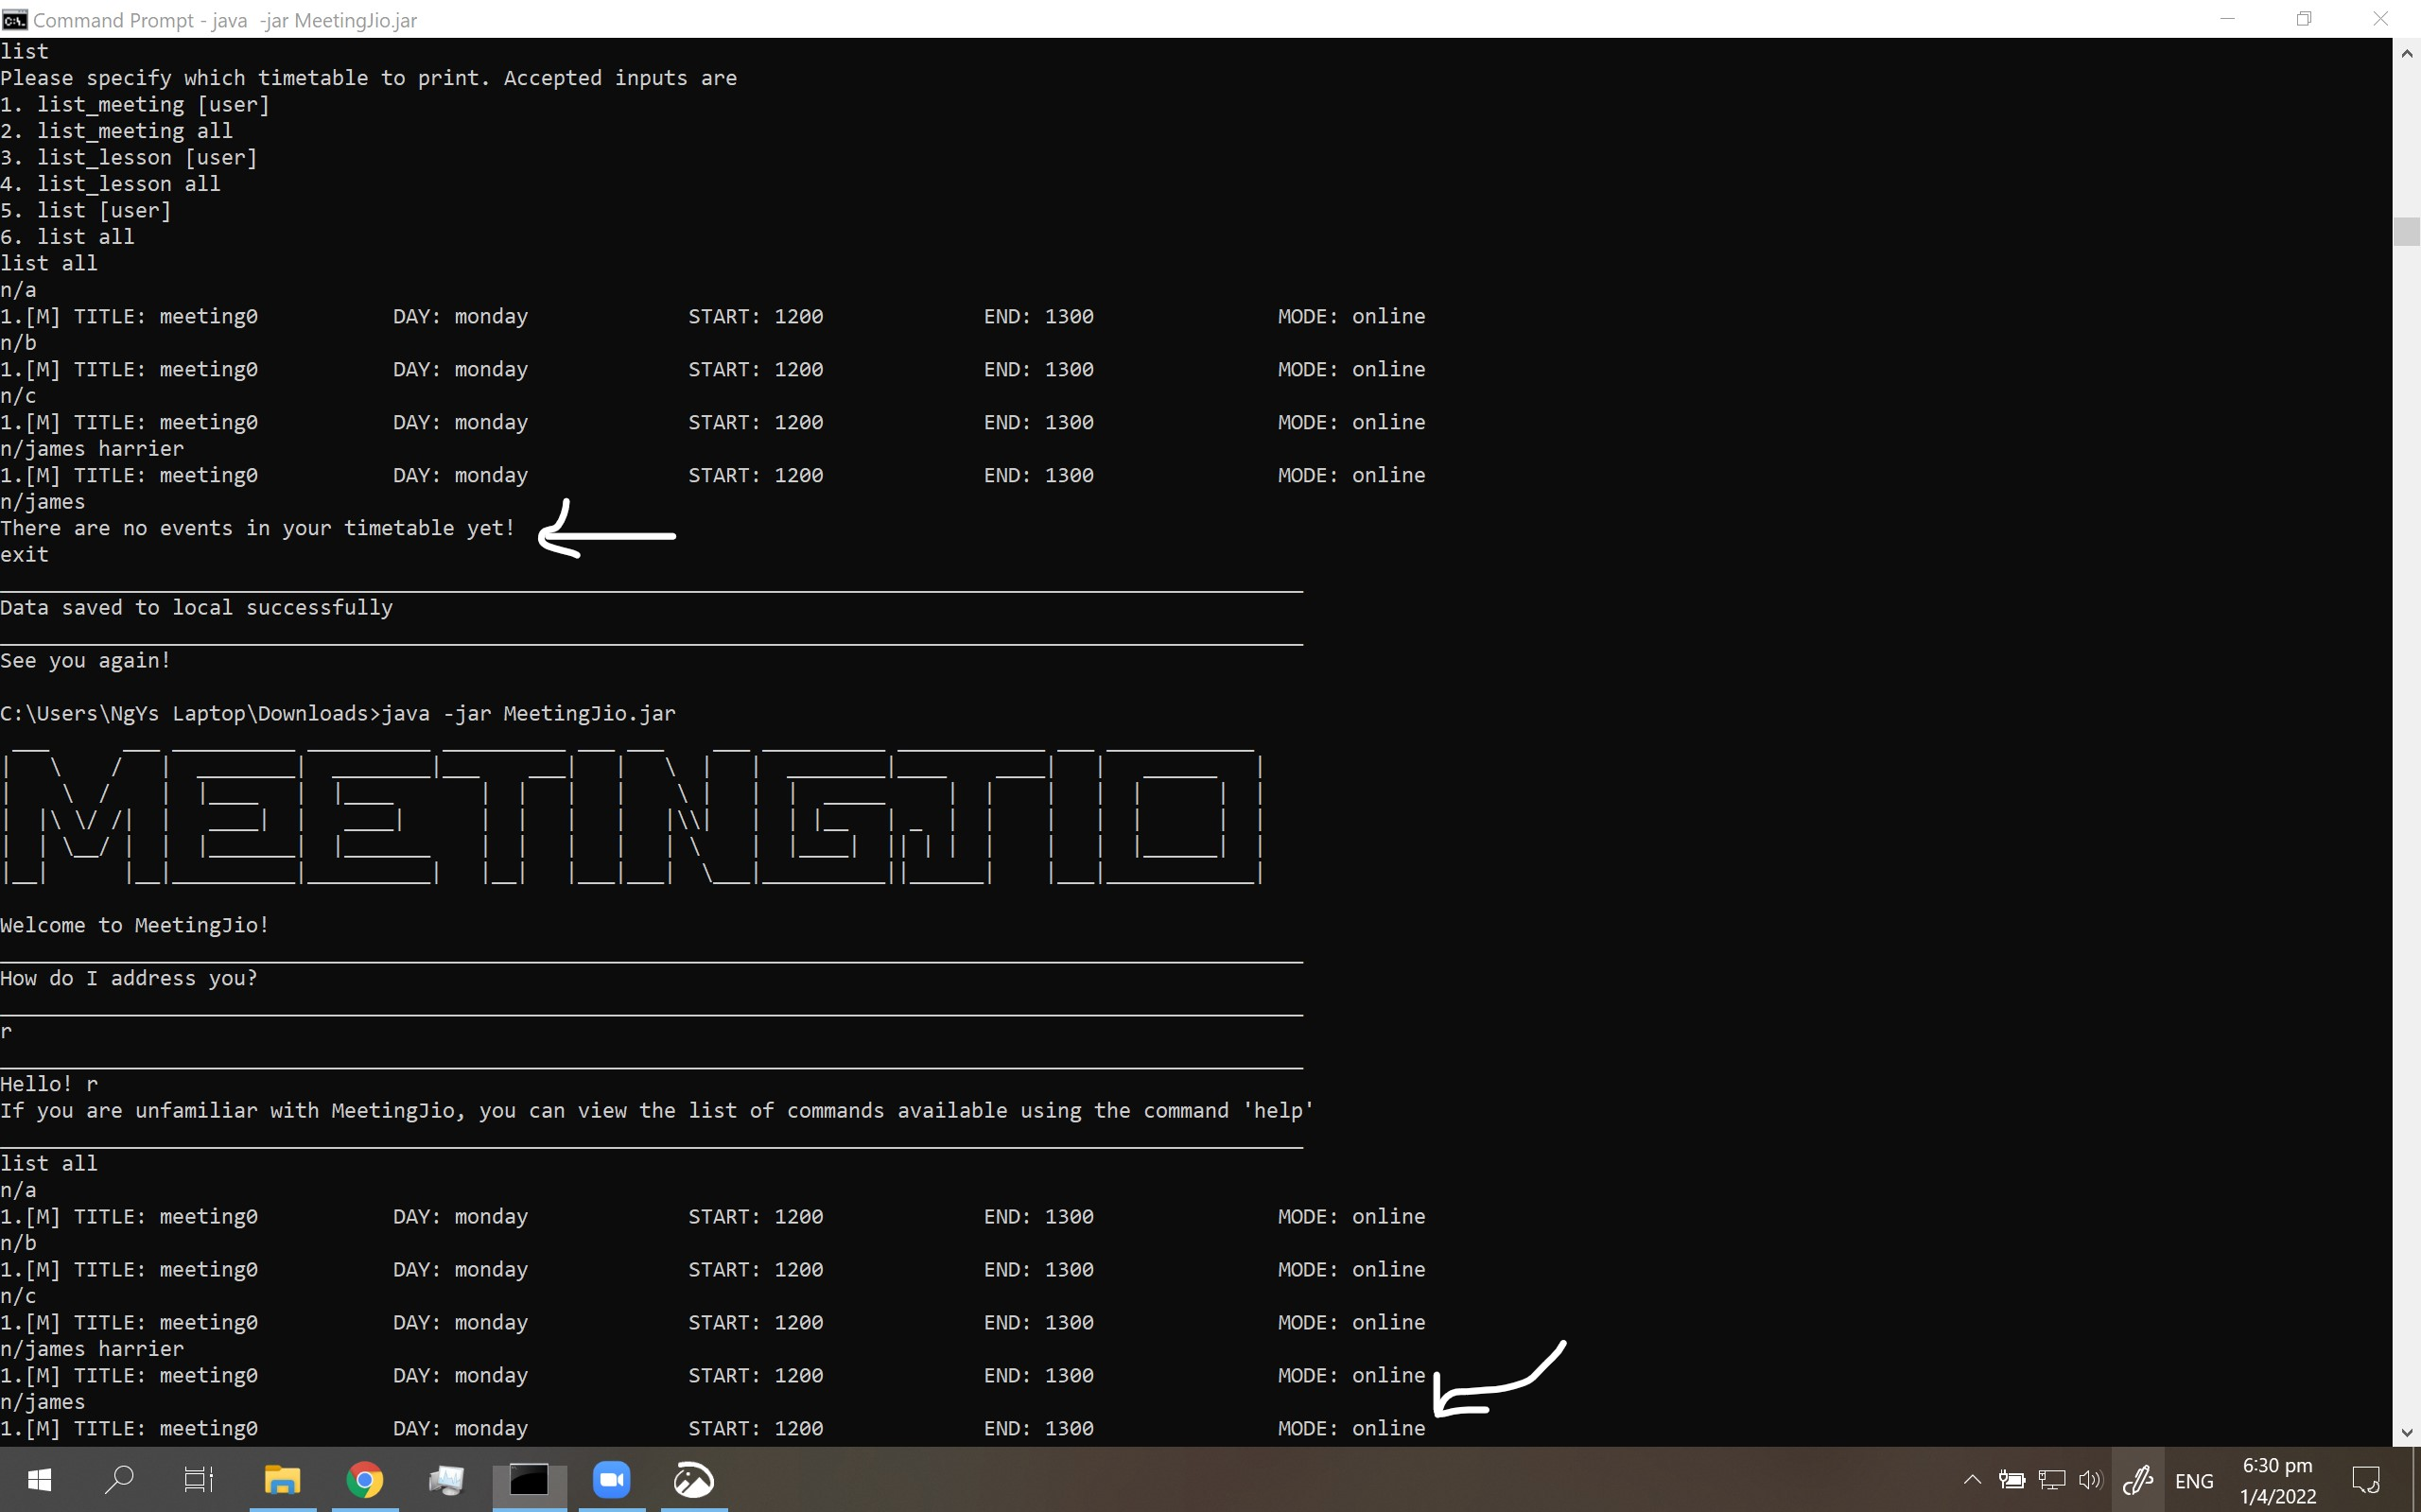 Command Prompt - java  -jar MeetingJio.jar
list
Please specify which timetable to print. Accepted inputs are
1. list_meeting [user]
2. list_meeting all
3. list_lesson [user]
4. list_lesson all
5. list [user]
6. list all
list all
n/a
1.[M] TITLE: meeting0           DAY: monday             START: 1200             END: 1300               MODE: online
n/b
1.[M] TITLE: meeting0           DAY: monday             START: 1200             END: 1300               MODE: online
n/c
1.[M] TITLE: meeting0           DAY: monday             START: 1200             END: 1300               MODE: online
n/james harrier
1.[M] TITLE: meeting0           DAY: monday             START: 1200             END: 1300               MODE: online
n/james
There are no events in your timetable yet!
exit
Data saved to local successfully
See you again!
C:\Users\NgYs Laptop\Downloads>java -jar MeetingJio.jar
MEETINGJIO
Welcome to MeetingJio!
How do I address you?
r
Hello! r
If you are unfamiliar with MeetingJio, you can view the list of commands available using the command 'help'
list all
n/a
1.[M] TITLE: meeting0           DAY: monday             START: 1200             END: 1300               MODE: online
n/b
1.[M] TITLE: meeting0           DAY: monday             START: 1200             END: 1300               MODE: online
n/c
1.[M] TITLE: meeting0           DAY: monday             START: 1200             END: 1300               MODE: online
n/james harrier
1.[M] TITLE: meeting0           DAY: monday             START: 1200             END: 1300               MODE: online
n/james
1.[M] TITLE: meeting0           DAY: monday             START: 1200             END: 1300               MODE: online
ENG
6:30 pm
1/4/2022